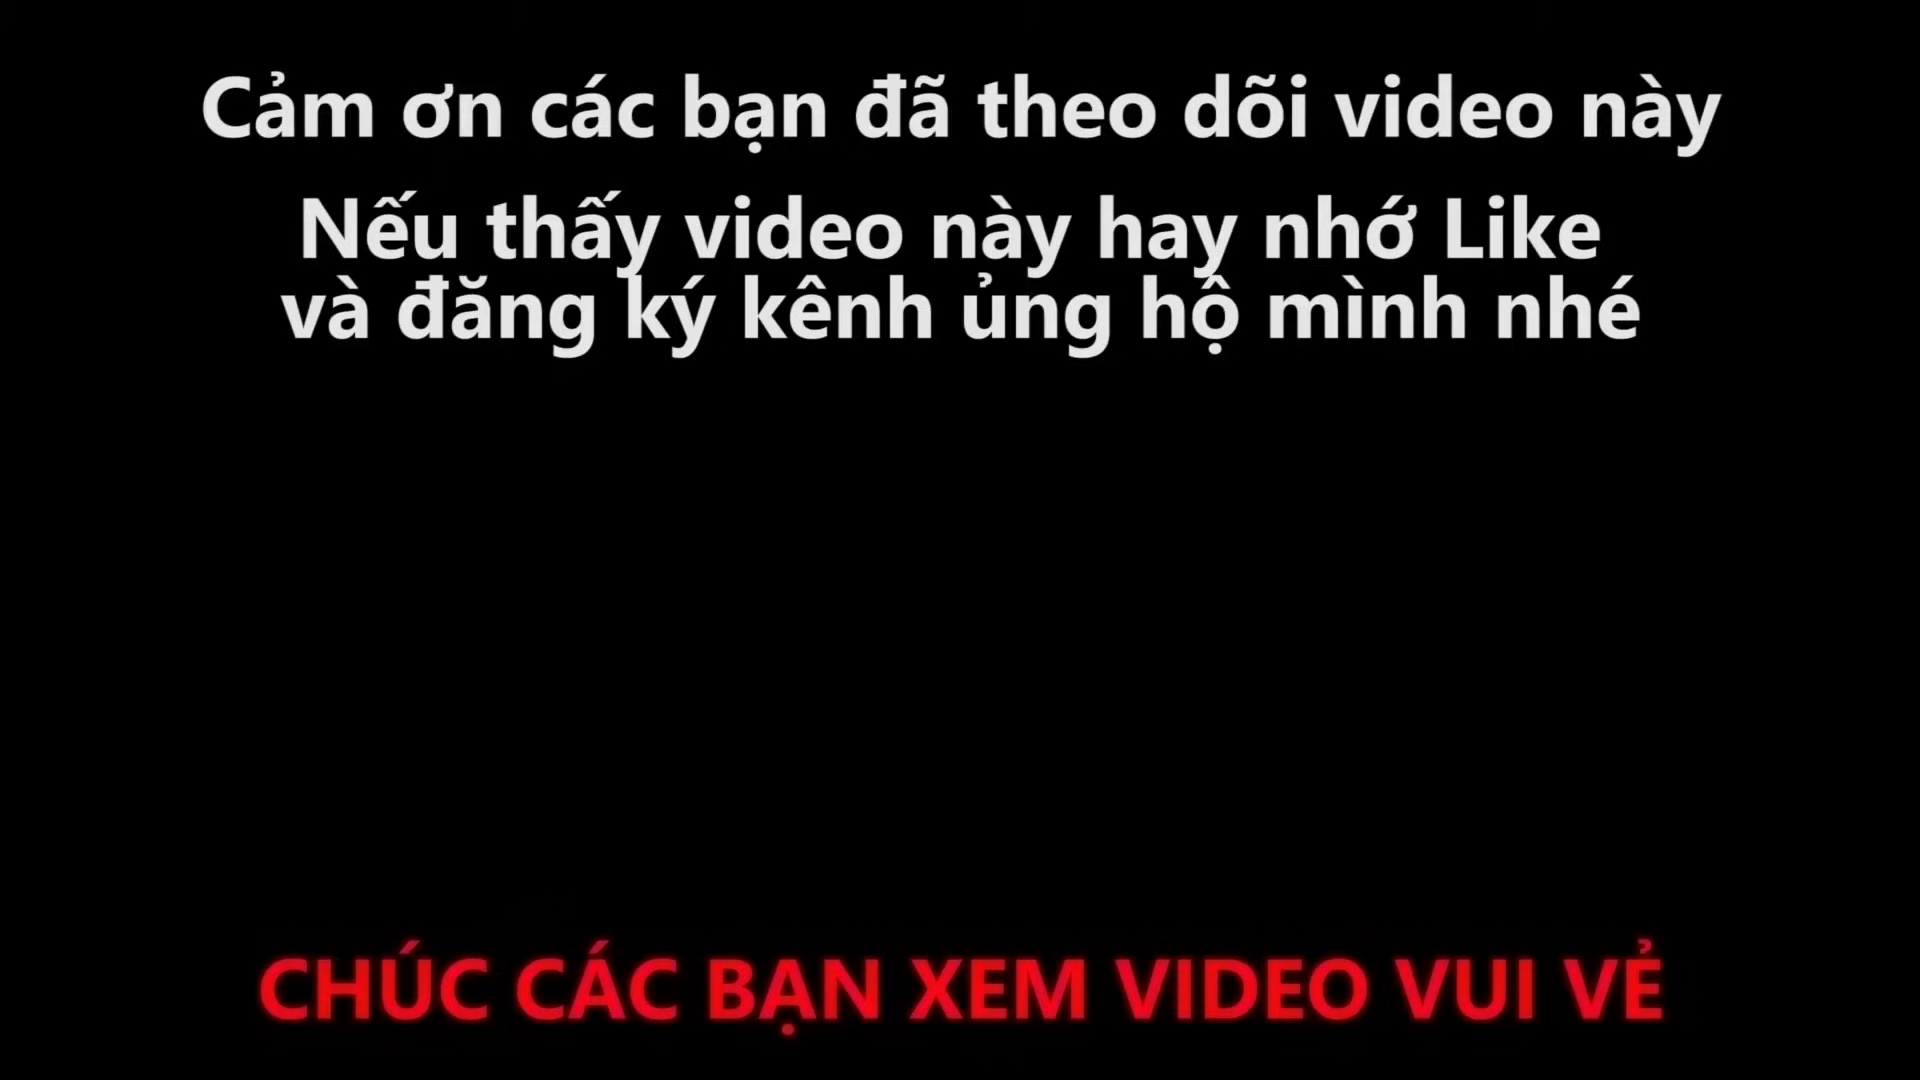 Cảm ơn các bạn đã theo dõi video này
Nếu thấy video này hay nhớ Like
và đăng ký kênh ủng hộ mình nhé
CHÚC CÁC BẠN XEM VIDEO VUI VẺ